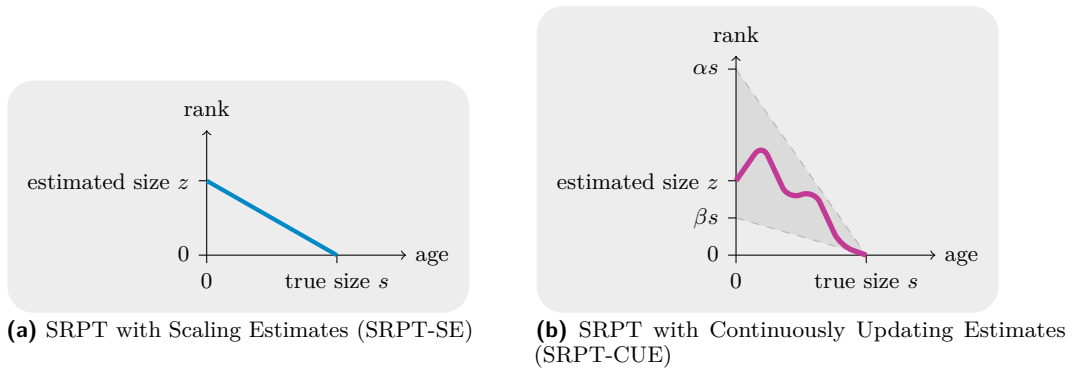 rank
estimated size z
0
age
0
true size s
(a) SRPT with Scaling Estimates (SRPT-SE)
rank
αs
estimated size z
βs
0
age
0
true size s
(b) SRPT with Continuously Updating Estimates
(SRPT-CUE)